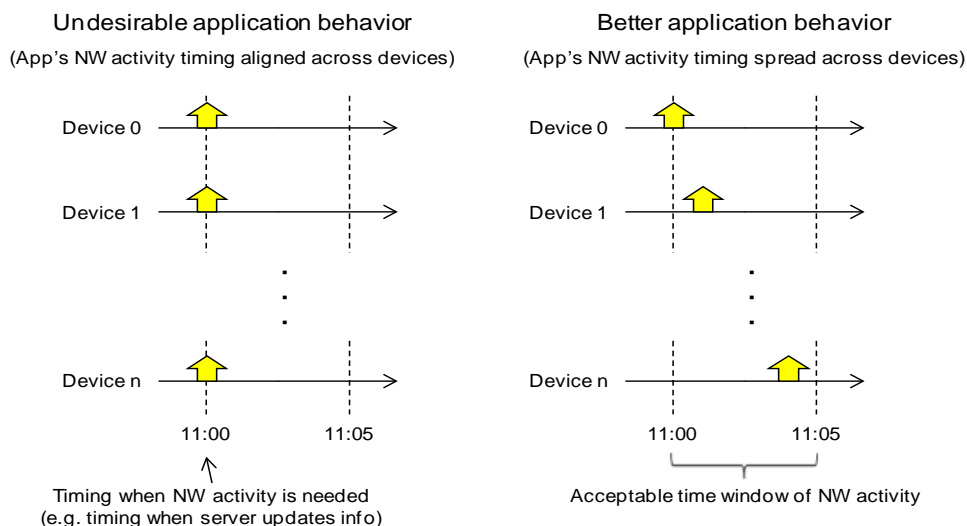 Undesirable application behavior
(App's NW activity timing aligned across devices)
Device 0
Device 1
Device n
11:00
11:05
Timing when NW activity is needed
(e.g. timing when server updates info)
Better application behavior
(App's NW activity timing spread across devices)
Device 0
Device 1
Device n
11:00
11:05
Acceptable time window of NW activity